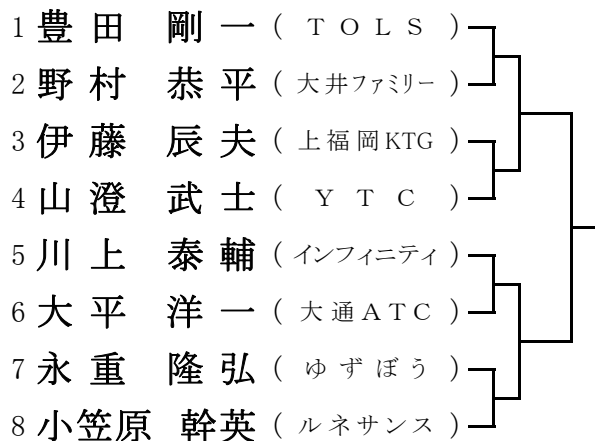 1 豊田 剛一 ( TOLS )
2 野村 恭平 ( 大井ファミリー )
3 伊藤 辰夫 ( 上福岡KTG )
4 山澄 武士 ( YTC )
5 川上 泰輔 ( インフィニティ )
6 大平 洋一 ( 大通ATC )
7 永重 隆弘 ( ゆずぼう )
8 小笠原 幹英 ( ルネサンス )